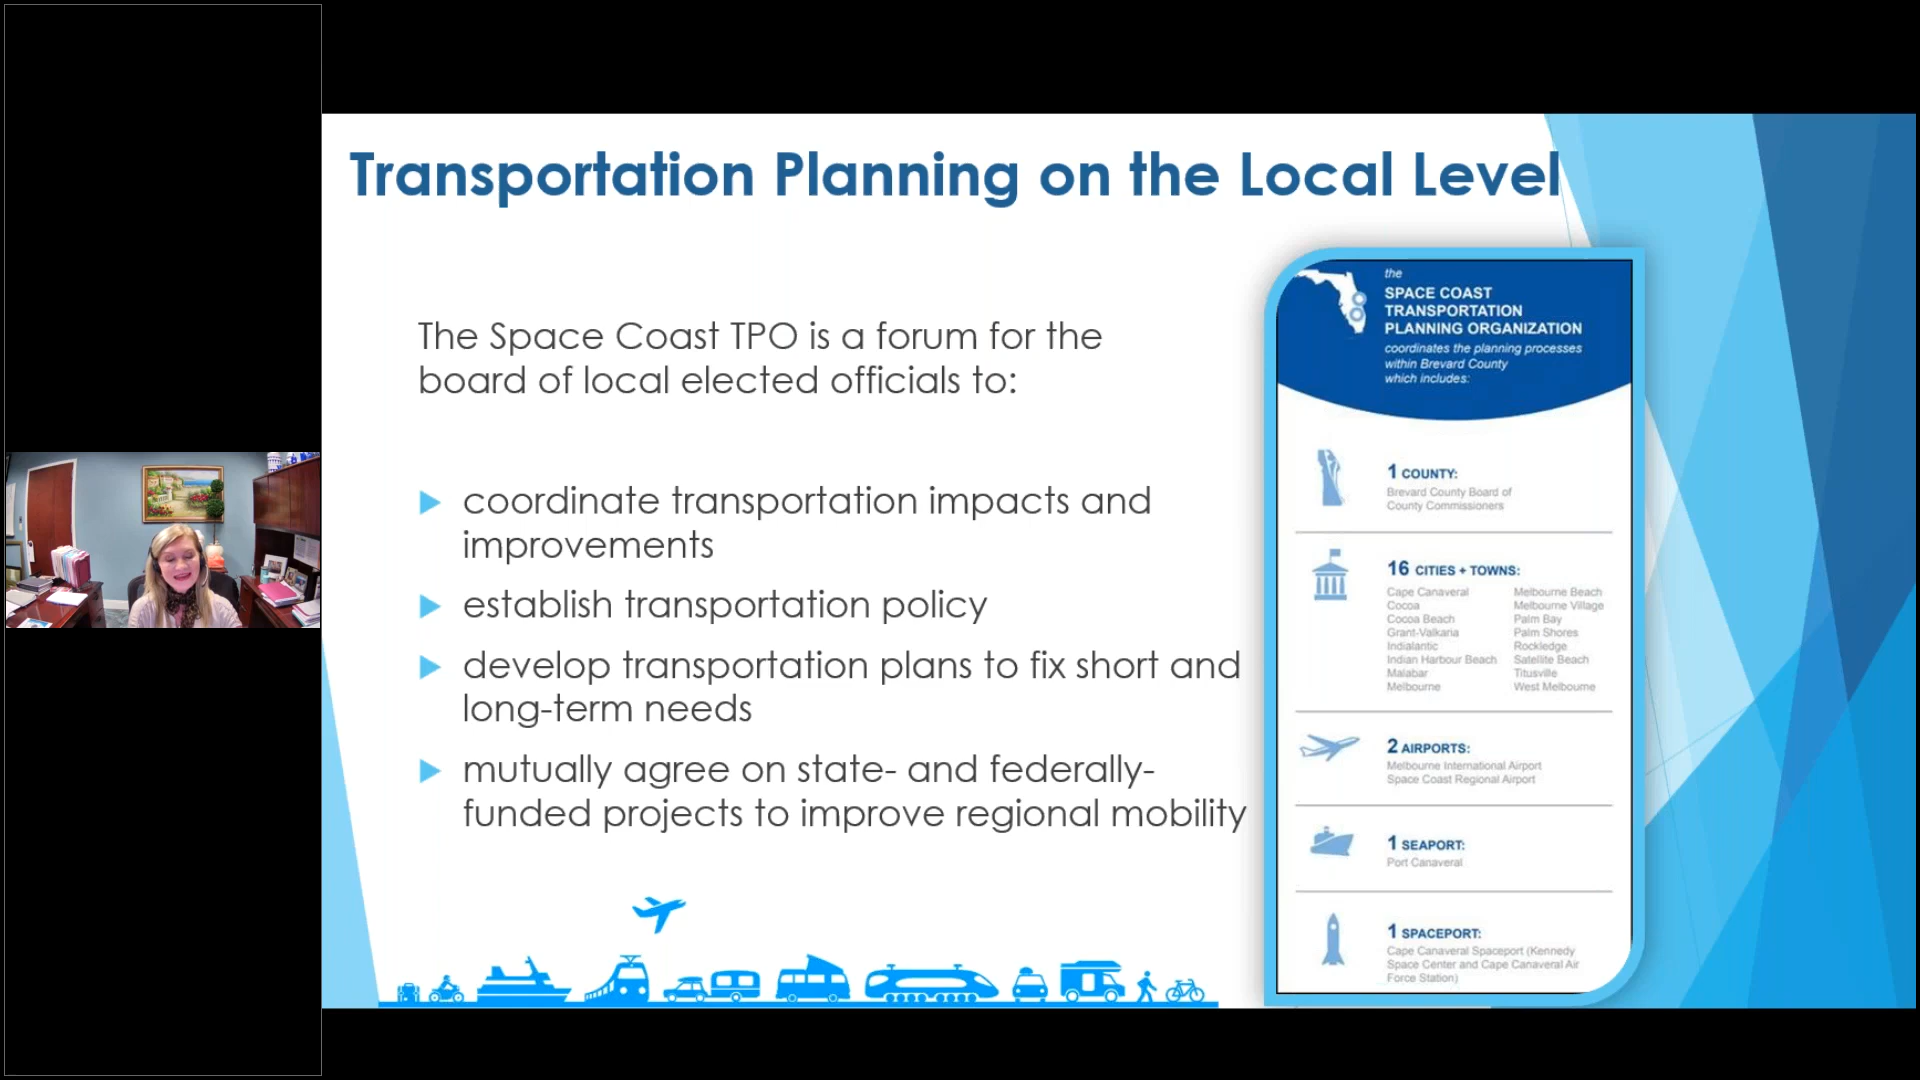 Transportation Planning on the Local Level
The Space Coast TPO is a forum for the
board of local elected officials to:
coordinate transportation impacts and
improvements
establish transportation policy
develop transportation plans to fix short and
long-term needs
mutually agree on state- and federally-
funded projects to improve regional mobility
the
SPACE COAST
TRANSPORTATION
PLANNING ORGANIZATION
coordinates the planning processes
within Brevard County
which includes:
1 COUNTY:
Brevard County Board of
County Commissioners
16 CITIES + TOWNS:
Cape Canaveral
Cocoa
Cocoa Beach
Grant-Valkaria
Indialantic
Indian Harbour Beach
Malabar
Melbourne
Melbourne Beach
Melbourne Village
Palm Bay
Palm Shores
Rockledge
Satellite Beach
Titusville
West Melbourne
2 AIRPORTS:
Melbourne International Airport
Space Coast Regional Airport
1 SEAPORT:
Port Canaveral
1 SPACEPORT:
Cape Canaveral Spaceport (Kennedy
Space Center and Cape Canaveral Air
Force Station)